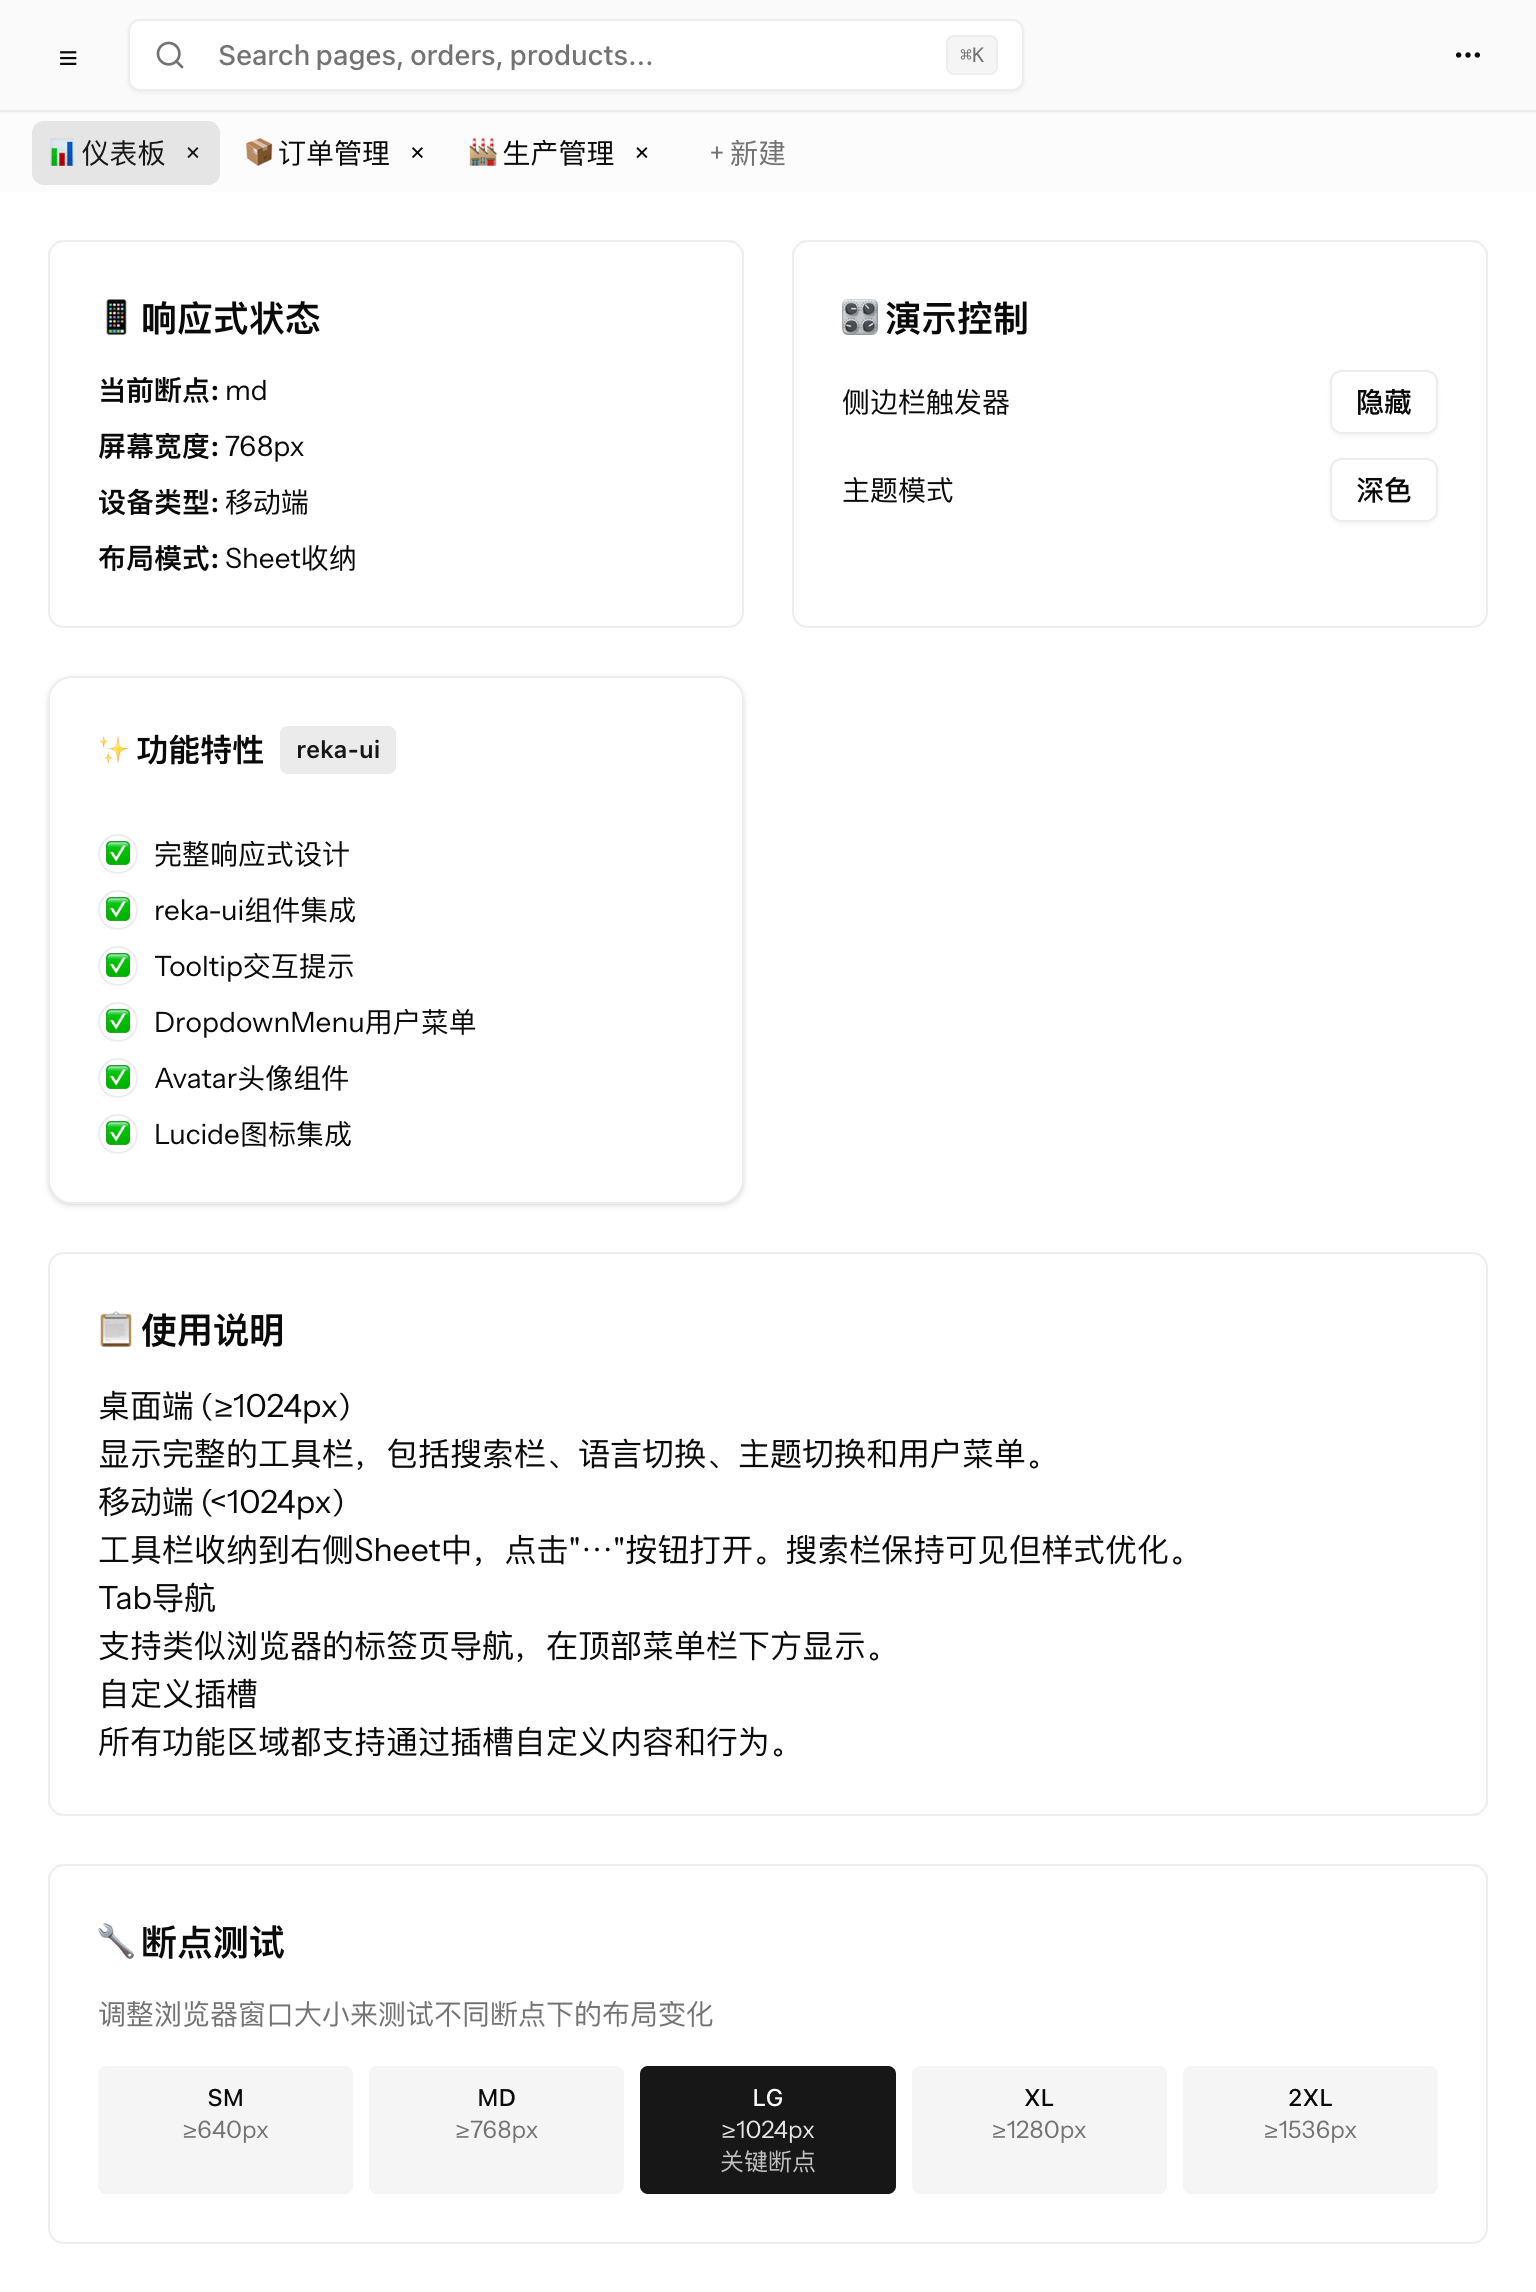 Search pages, orders, products...
⌘K
仪表板 ×
订单管理 ×
生产管理 ×
+ 新建
响应式状态
当前断点: md
屏幕宽度: 768px
设备类型: 移动端
布局模式: Sheet收纳
演示控制
侧边栏触发器
隐藏
主题模式
深色
功能特性
reka-ui
完整响应式设计
reka-ui组件集成
Tooltip交互提示
DropdownMenu用户菜单
Avatar头像组件
Lucide图标集成
使用说明
桌面端 (≥1024px)
显示完整的工具栏，包括搜索栏、语言切换、主题切换和用户菜单。
移动端 (<1024px)
工具栏收纳到右侧Sheet中，点击"⋯"按钮打开。搜索栏保持可见但样式优化。
Tab导航
支持类似浏览器的标签页导航，在顶部菜单栏下方显示。
自定义插槽
所有功能区域都支持通过插槽自定义内容和行为。
断点测试
调整浏览器窗口大小来测试不同断点下的布局变化
SM
≥640px
MD
≥768px
LG
≥1024px
关键断点
XL
≥1280px
2XL
≥1536px